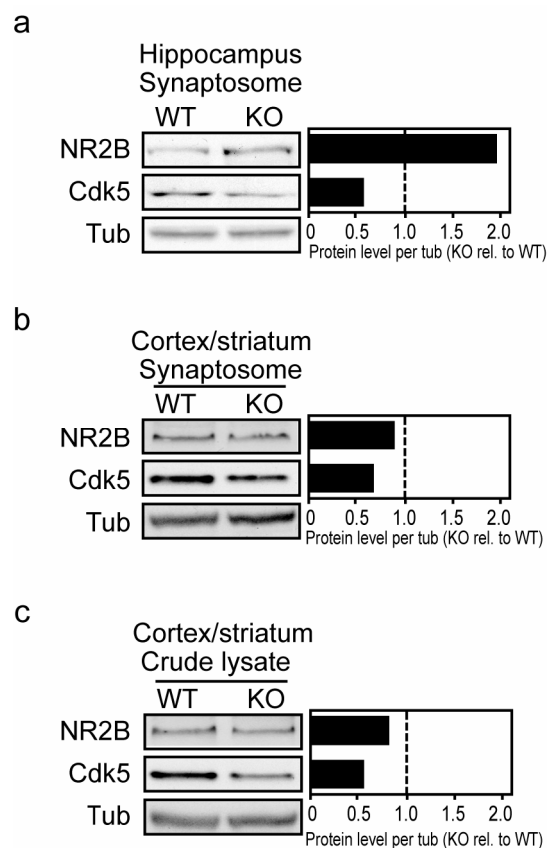 a
Hippocampus
Synaptosome
WT KO
NR2B
Cdk5
Tub
0 0.5 1.0 1.5 2.0
Protein level per tub (KO rel. to WT)
b
Cortex/striatum
Synaptosome
WT KO
NR2B
Cdk5
Tub
0 0.5 1.0 1.5 2.0
Protein level per tub (KO rel. to WT)
c
Cortex/striatum
Crude lysate
WT KO
NR2B
Cdk5
Tub
0 0.5 1.0 1.5 2.0
Protein level per tub (KO rel. to WT)